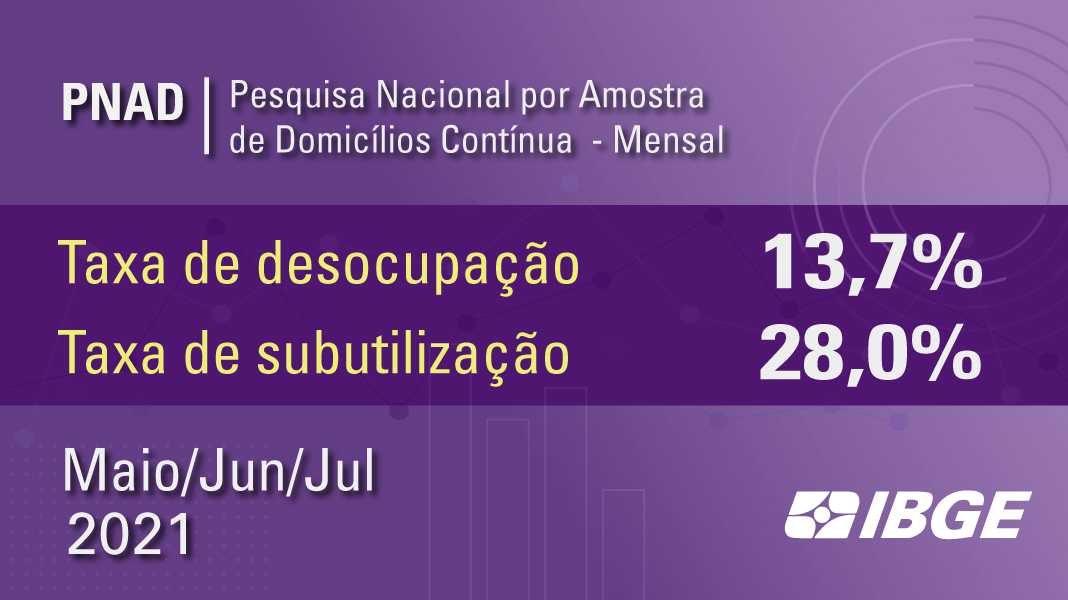 PNAD
Pesquisa Nacional por Amostra
de Domicílios Contínua - Mensal
Taxa de desocupação 13,7%
Taxa de subutilização 28,0%
Maio/Jun/Jul
2021
IBGE